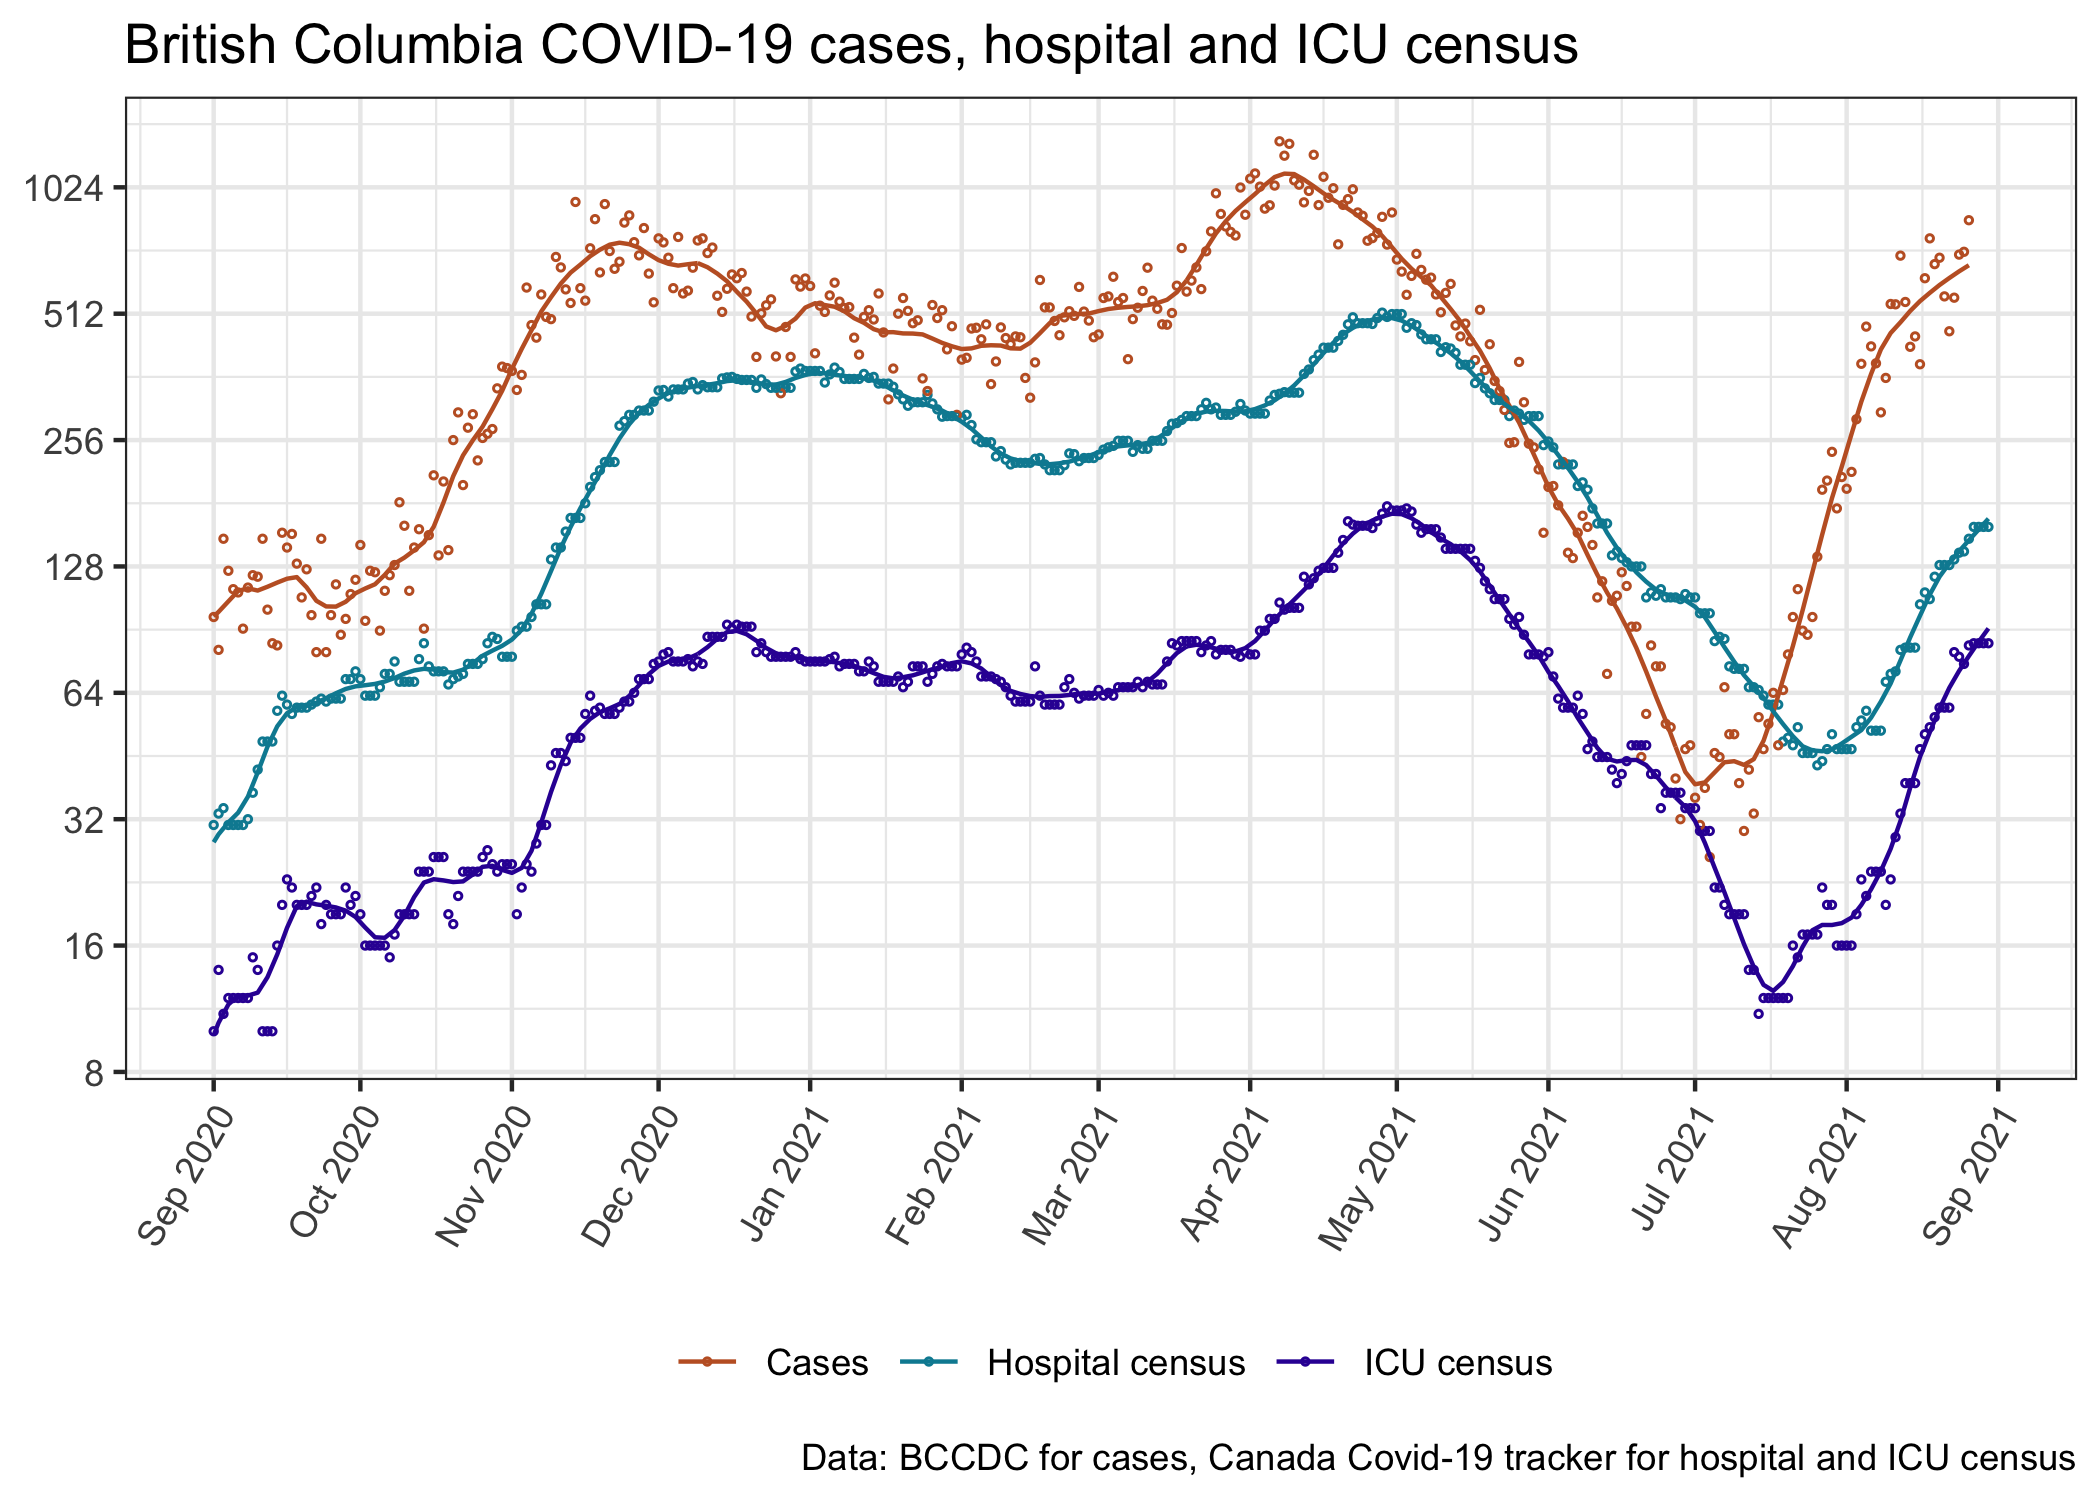 British Columbia COVID-19 cases, hospital and ICU census
1024
512
256
128
64
32
16
8
Sep 2020
Oct 2020
Nov 2020
Dec 2020
Jan 2021
Feb 2021
Mar 2021
Apr 2021
May 2021
Jun 2021
Jul 2021
Aug 2021
Sep 2021
Cases
Hospital census
ICU census
Data: BCCDC for cases, Canada Covid-19 tracker for hospital and ICU census